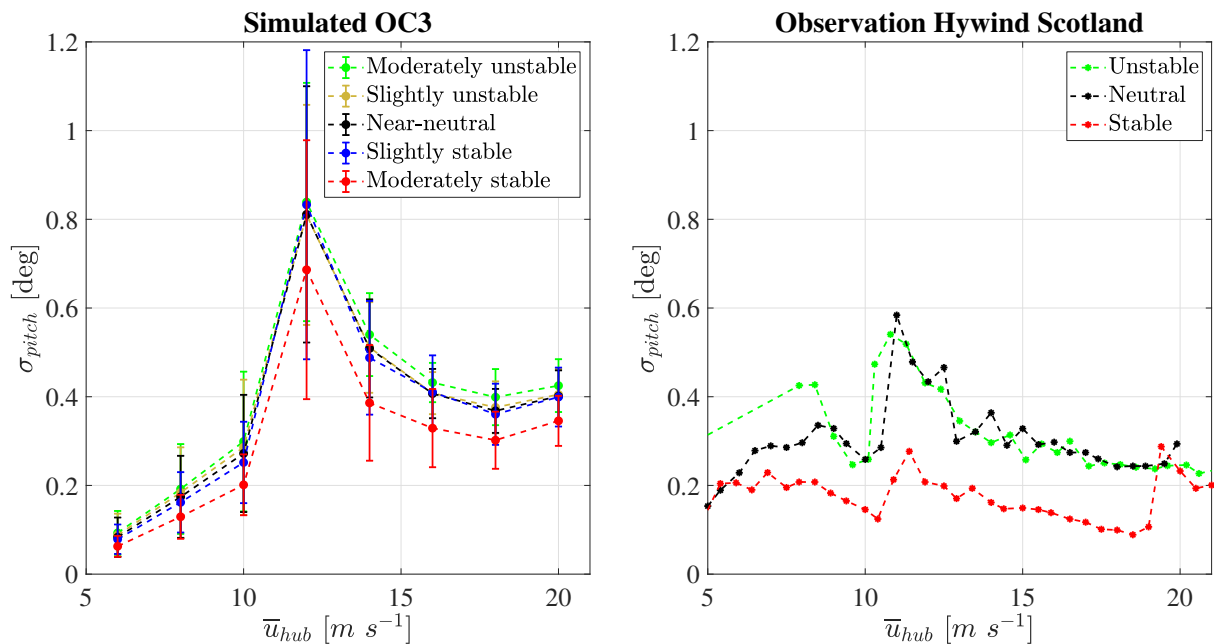 Simulated OC3
1.2
1
0.8
0.6
0.4
0.2
0
σ_pitch [deg]
5
10
15
20
u̅_hub [m s⁻¹]
Moderately unstable
Slightly unstable
Near-neutral
Slightly stable
Moderately stable
Observation Hywind Scotland
1.2
1
0.8
0.6
0.4
0.2
0
σ_pitch [deg]
5
10
15
20
u̅_hub [m s⁻¹]
Unstable
Neutral
Stable